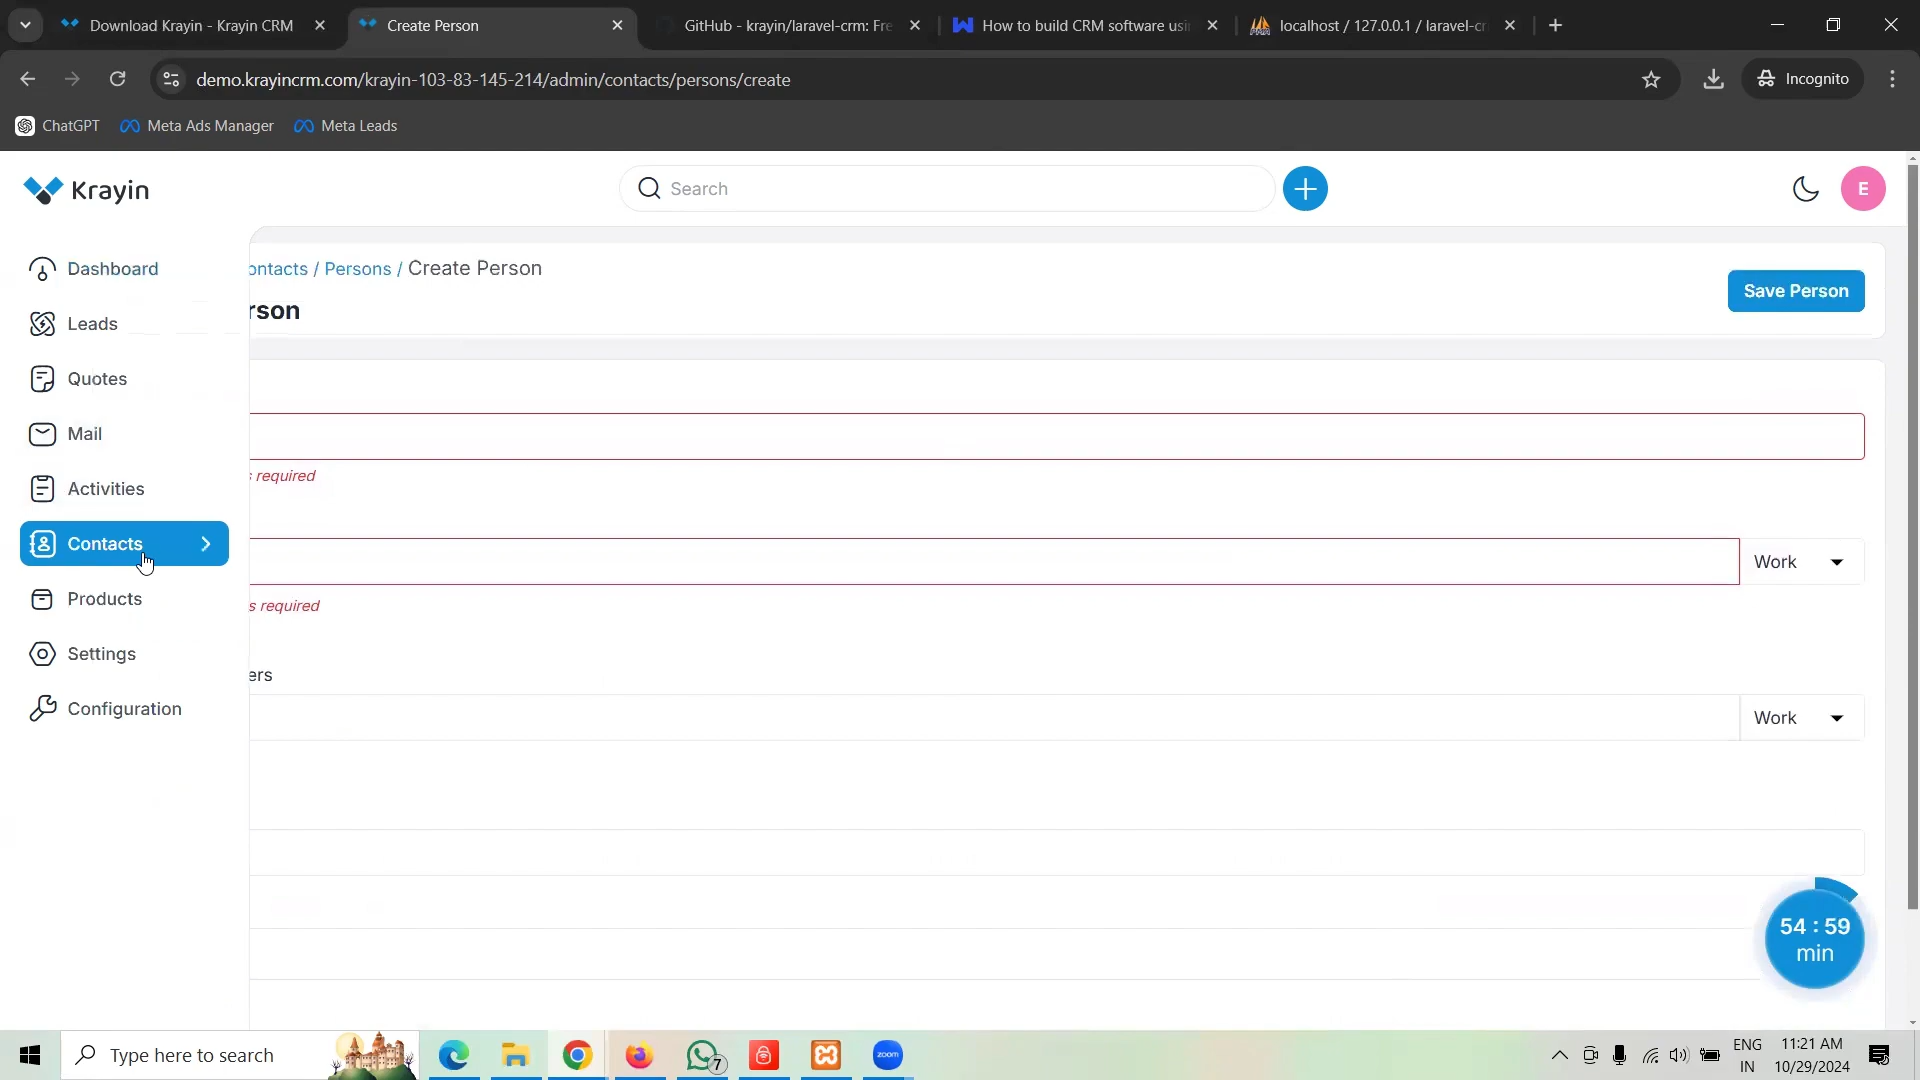 Download Krayin - Krayin CRM
Create Person
GitHub - krayin/laravel-crm: Fre
How to build CRM software usi
localhost / 127.0.0.1 / laravel-cr
demo.krayincrm.com/krayin-103-83-145-214/admin/contacts/persons/create
Incognito
ChatGPT
Meta Ads Manager
Meta Leads
Krayin
Search
E
Dashboard
ontacts / Persons / Create Person
Save Person
rson
Leads
Quotes
Mail
s required
Activities
Contacts
Work
Products
s required
Settings
ers
Configuration
Work
54 : 59
min
Type here to search
7
zoom
ENG
IN
11:21 AM
10/29/2024